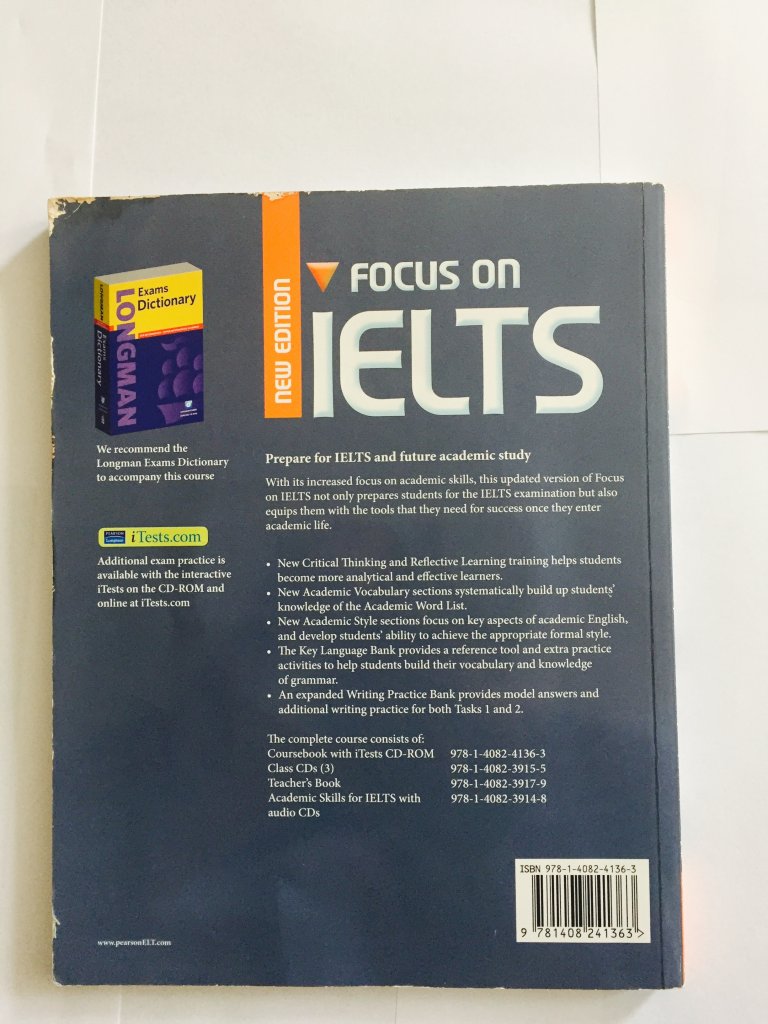 LONGMAN
Exams
Dictionary
LONGMAN
Exams
Dictionary
We recommend the
Longman Exams Dictionary
to accompany this course
PEARSON
Longman
iTests.com
Additional exam practice is
available with the interactive
iTests on the CD-ROM and
online at iTests.com
NEW EDITION
FOCUS ON
IELTS
Prepare for IELTS and future academic study
With its increased focus on academic skills, this updated version of Focus
on IELTS not only prepares students for the IELTS examination but also
equips them with the tools that they need for success once they enter
academic life.
• New Critical Thinking and Reflective Learning training helps students
become more analytical and effective learners.
• New Academic Vocabulary sections systematically build up students'
knowledge of the Academic Word List.
• New Academic Style sections focus on key aspects of academic English,
and develop students' ability to achieve the appropriate formal style.
• The Key Language Bank provides a reference tool and extra practice
activities to help students build their vocabulary and knowledge
of grammar.
• An expanded Writing Practice Bank provides model answers and
additional writing practice for both Tasks 1 and 2.
The complete course consists of:
Coursebook with iTests CD-ROM 978-1-4082-4136-3
Class CDs (3) 978-1-4082-3915-5
Teacher's Book 978-1-4082-3917-9
Academic Skills for IELTS with 978-1-4082-3914-8
audio CDs
ISBN 978-1-4082-4136-3
9 781408 241363 >
www.pearsonELT.com